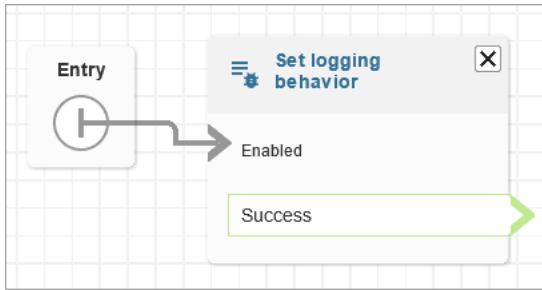 Entry
Set logging
behavior
Enabled
Success